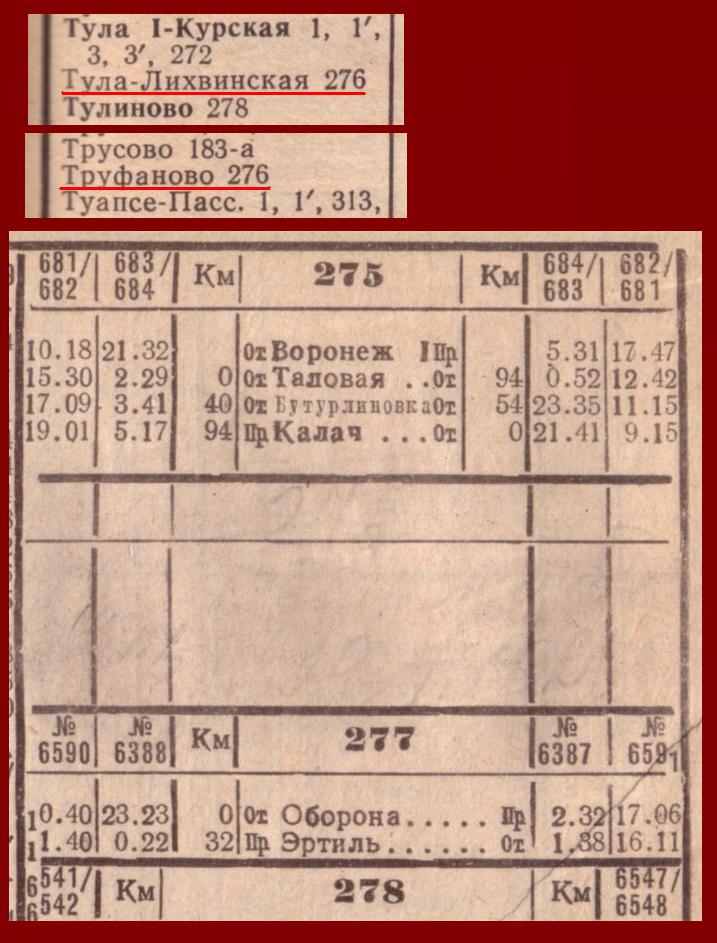 Тула I-Курская 1, 1′,
3, 3′, 272
Тула-Лихвинская 276
Тулиново 278
Трусово 183-а
Труфаново 276
Туапсе-Пасс. 1, 1′, 313,
681/682 683/684 Км 275 Км 684/683 682/681
10.18 21.32 От Воронеж I Пр 5.31 17.47
15.30 2.29 0 От Таловая .. От 94 0.52 12.42
17.09 3.41 40 От Бутурлиновка От 54 23.35 11.15
19.01 5.17 94 Пр Калач ... От 0 21.41 9.15
№ 6590 № 6388 Км 277 № 6387 № 6591
10.40 23.23 0 От Оборона..... Пр 2.32 17.06
11.40 0.22 32 Пр Эртиль...... От 1.38 16.11
6541/6542 Км 278 Км 6547/6548